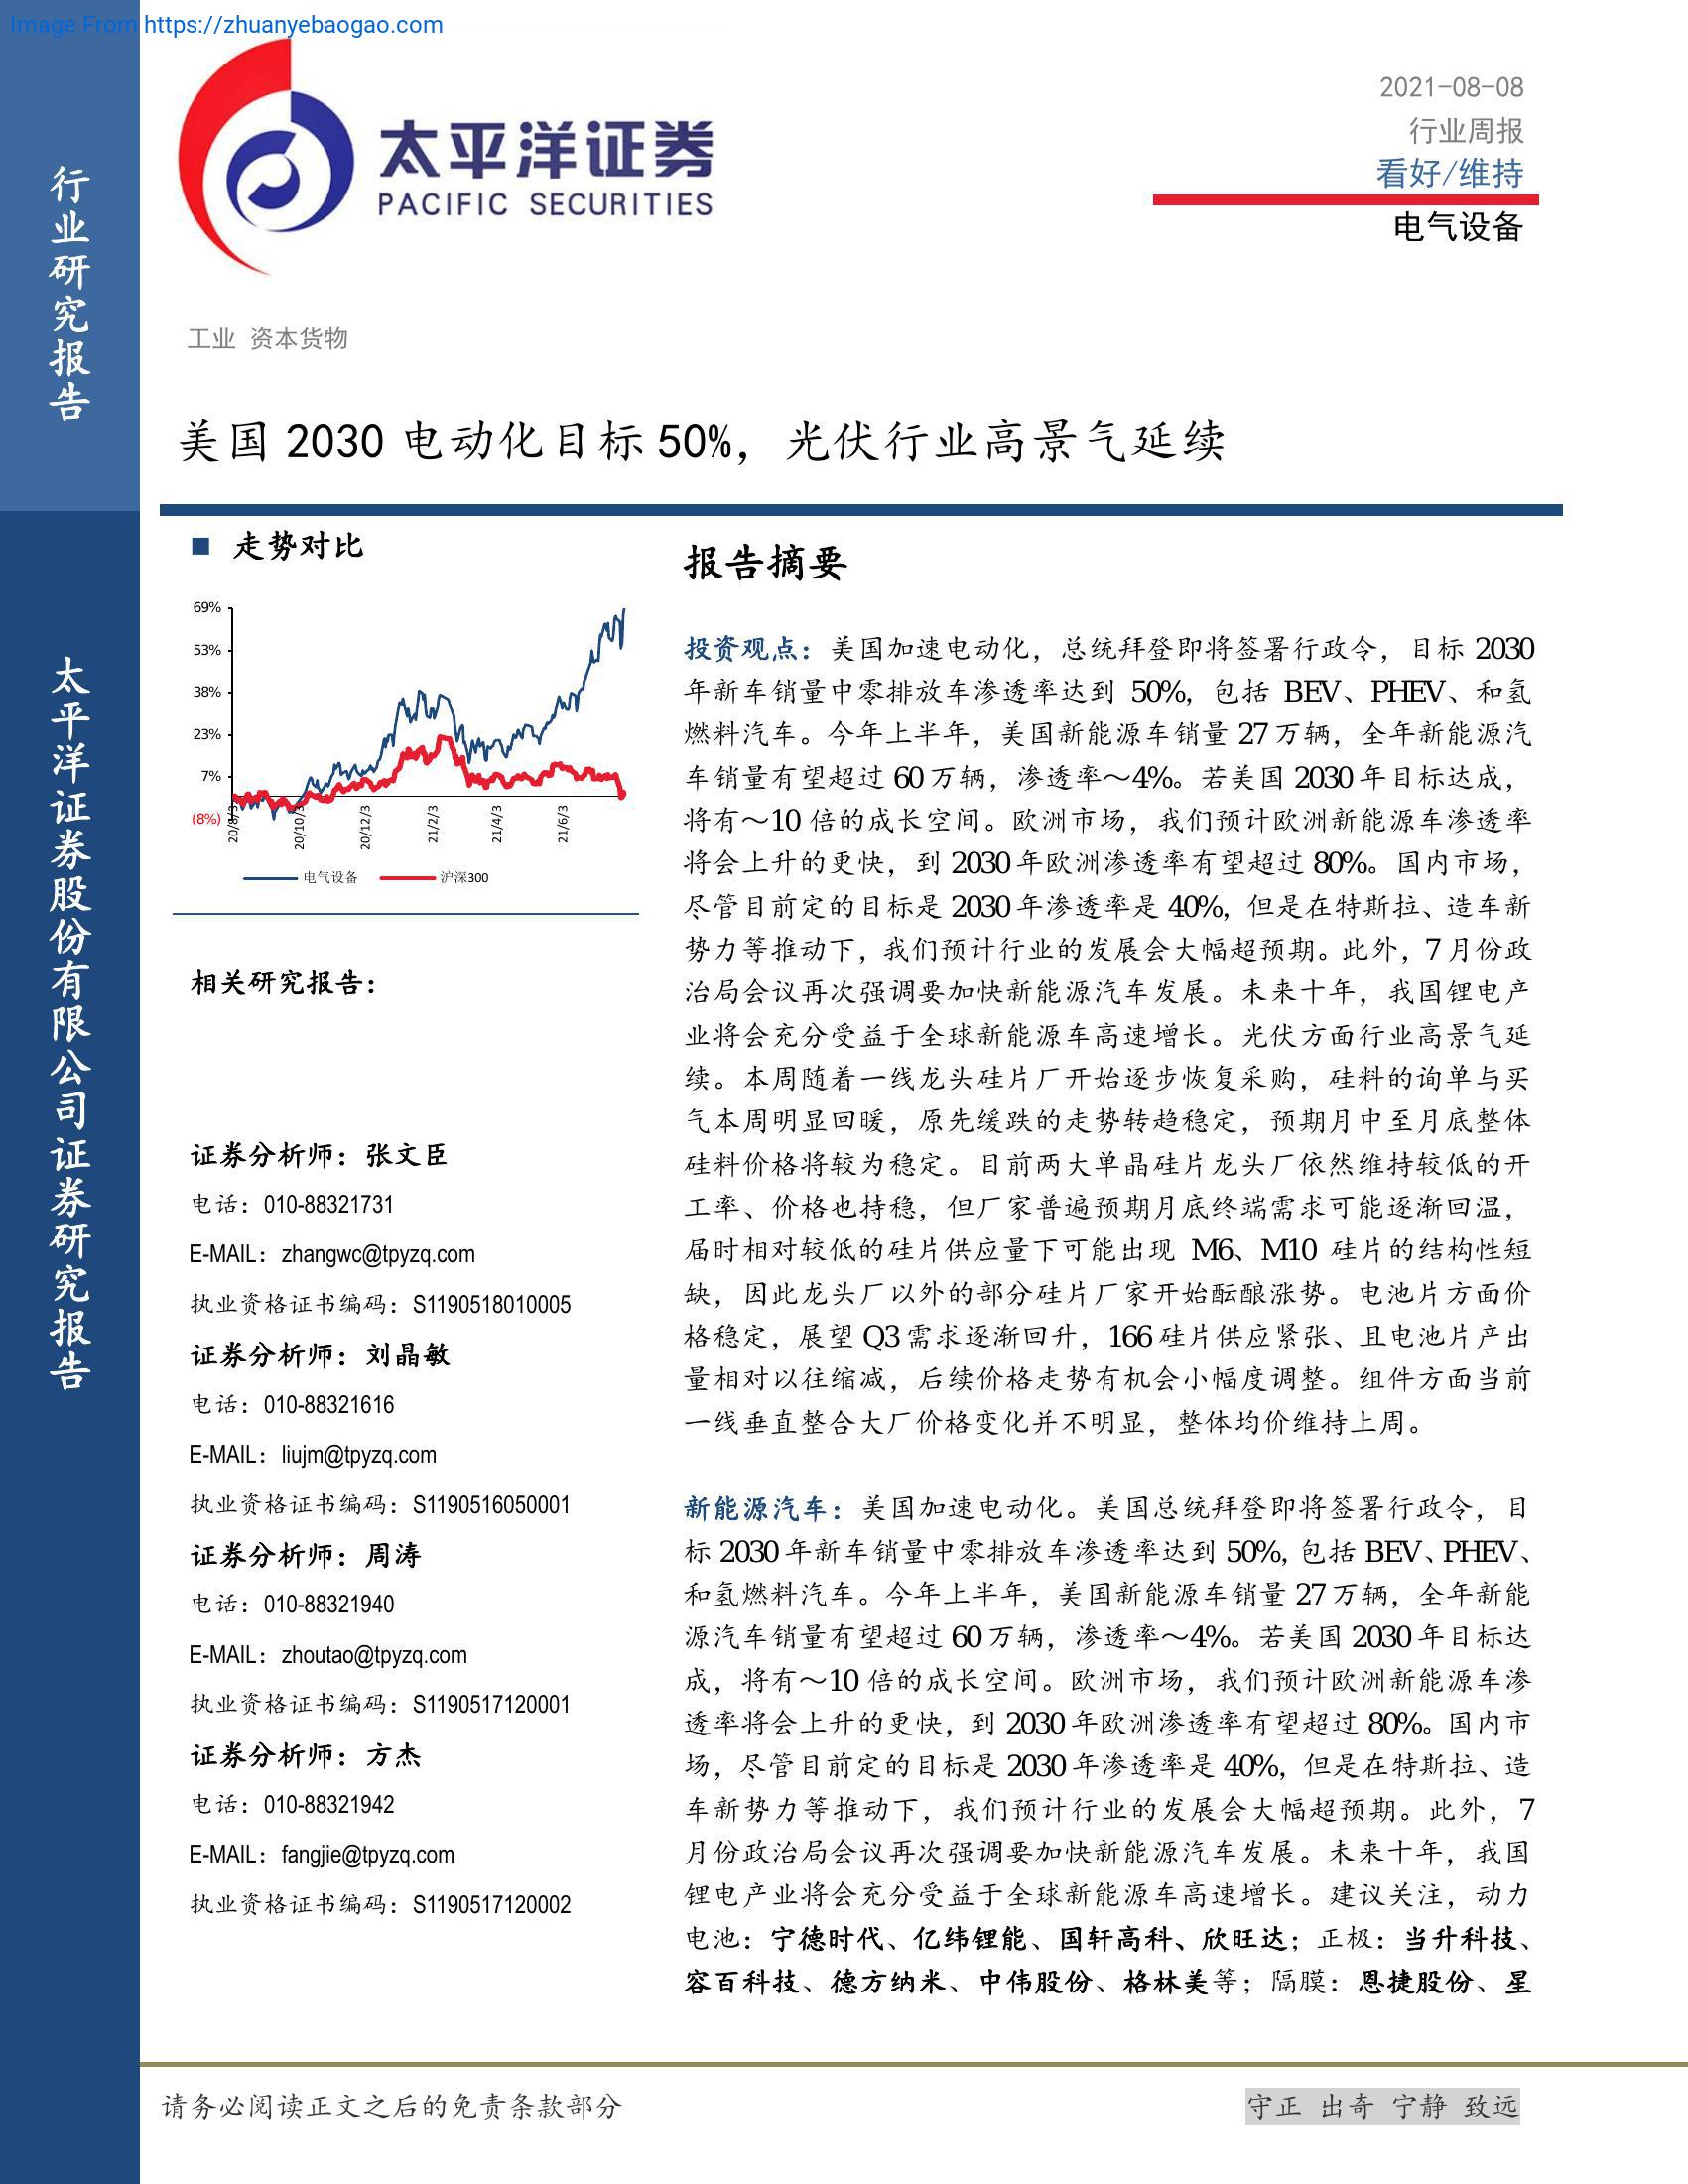 Image From https://zhuanyebaogao.com
行业研究报告
太平洋证券股份有限公司证券研究报告
太平洋证券
PACIFIC SECURITIES
2021-08-08
行业周报
看好/维持
电气设备
工业 资本货物
美国 2030 电动化目标 50%，光伏行业高景气延续
■ 走势对比
69%
53%
38%
23%
7%
(8%)
20/8/3
20/10/3
20/12/3
21/2/3
21/4/3
21/6/3
电气设备 沪深300
相关研究报告：
证券分析师：张文臣
电话：010-88321731
E-MAIL：zhangwc@tpyzq.com
执业资格证书编码：S1190518010005
证券分析师：刘晶敏
电话：010-88321616
E-MAIL：liujm@tpyzq.com
执业资格证书编码：S1190516050001
证券分析师：周涛
电话：010-88321940
E-MAIL：zhoutao@tpyzq.com
执业资格证书编码：S1190517120001
证券分析师：方杰
电话：010-88321942
E-MAIL：fangjie@tpyzq.com
执业资格证书编码：S1190517120002
报告摘要
投资观点：美国加速电动化，总统拜登即将签署行政令，目标 2030
年新车销量中零排放车渗透率达到 50%，包括 BEV、PHEV、和氢
燃料汽车。今年上半年，美国新能源车销量 27 万辆，全年新能源汽
车销量有望超过 60 万辆，渗透率～4%。若美国 2030 年目标达成，
将有～10 倍的成长空间。欧洲市场，我们预计欧洲新能源车渗透率
将会上升的更快，到 2030 年欧洲渗透率有望超过 80%。国内市场，
尽管目前定的目标是 2030 年渗透率是 40%，但是在特斯拉、造车新
势力等推动下，我们预计行业的发展会大幅超预期。此外，7 月份政
治局会议再次强调要加快新能源汽车发展。未来十年，我国锂电产
业将会充分受益于全球新能源车高速增长。光伏方面行业高景气延
续。本周随着一线龙头硅片厂开始逐步恢复采购，硅料的询单与买
气本周明显回暖，原先缓跌的走势转趋稳定，预期月中至月底整体
硅料价格将较为稳定。目前两大单晶硅片龙头厂依然维持较低的开
工率、价格也持稳，但厂家普遍预期月底终端需求可能逐渐回温，
届时相对较低的硅片供应量下可能出现 M6、M10 硅片的结构性短
缺，因此龙头厂以外的部分硅片厂家开始酝酿涨势。电池片方面价
格稳定，展望 Q3 需求逐渐回升，166 硅片供应紧张、且电池片产出
量相对以往缩减，后续价格走势有机会小幅度调整。组件方面当前
一线垂直整合大厂价格变化并不明显，整体均价维持上周。
新能源汽车：美国加速电动化。美国总统拜登即将签署行政令，目
标 2030 年新车销量中零排放车渗透率达到 50%，包括 BEV、PHEV、
和氢燃料汽车。今年上半年，美国新能源车销量 27 万辆，全年新能
源汽车销量有望超过 60 万辆，渗透率～4%。若美国 2030 年目标达
成，将有～10 倍的成长空间。欧洲市场，我们预计欧洲新能源车渗
透率将会上升的更快，到 2030 年欧洲渗透率有望超过 80%。国内市
场，尽管目前定的目标是 2030 年渗透率是 40%，但是在特斯拉、造
车新势力等推动下，我们预计行业的发展会大幅超预期。此外，7
月份政治局会议再次强调要加快新能源汽车发展。未来十年，我国
锂电产业将会充分受益于全球新能源车高速增长。建议关注，动力
电池：宁德时代、亿纬锂能、国轩高科、欣旺达；正极：当升科技、
容百科技、德方纳米、中伟股份、格林美等；隔膜：恩捷股份、星
请务必阅读正文之后的免责条款部分
守正 出奇 宁静 致远